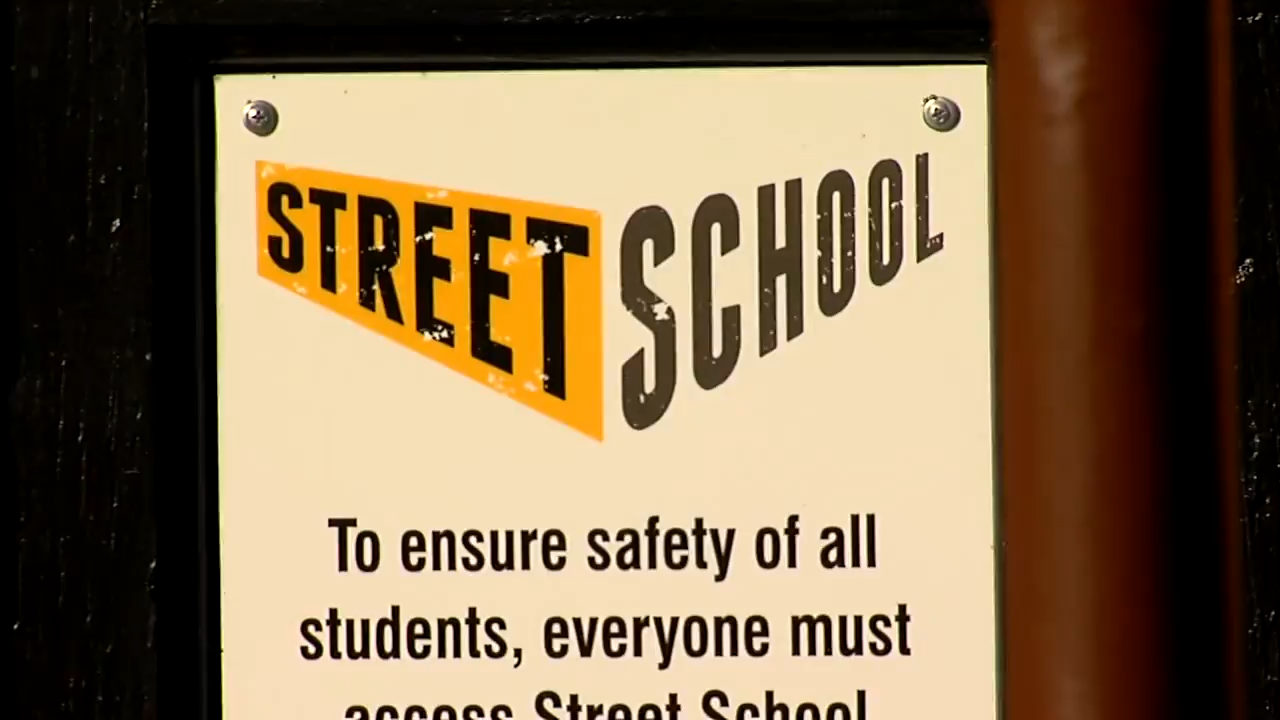 STREET SCHOOL
To ensure safety of all
students, everyone must
access Street School